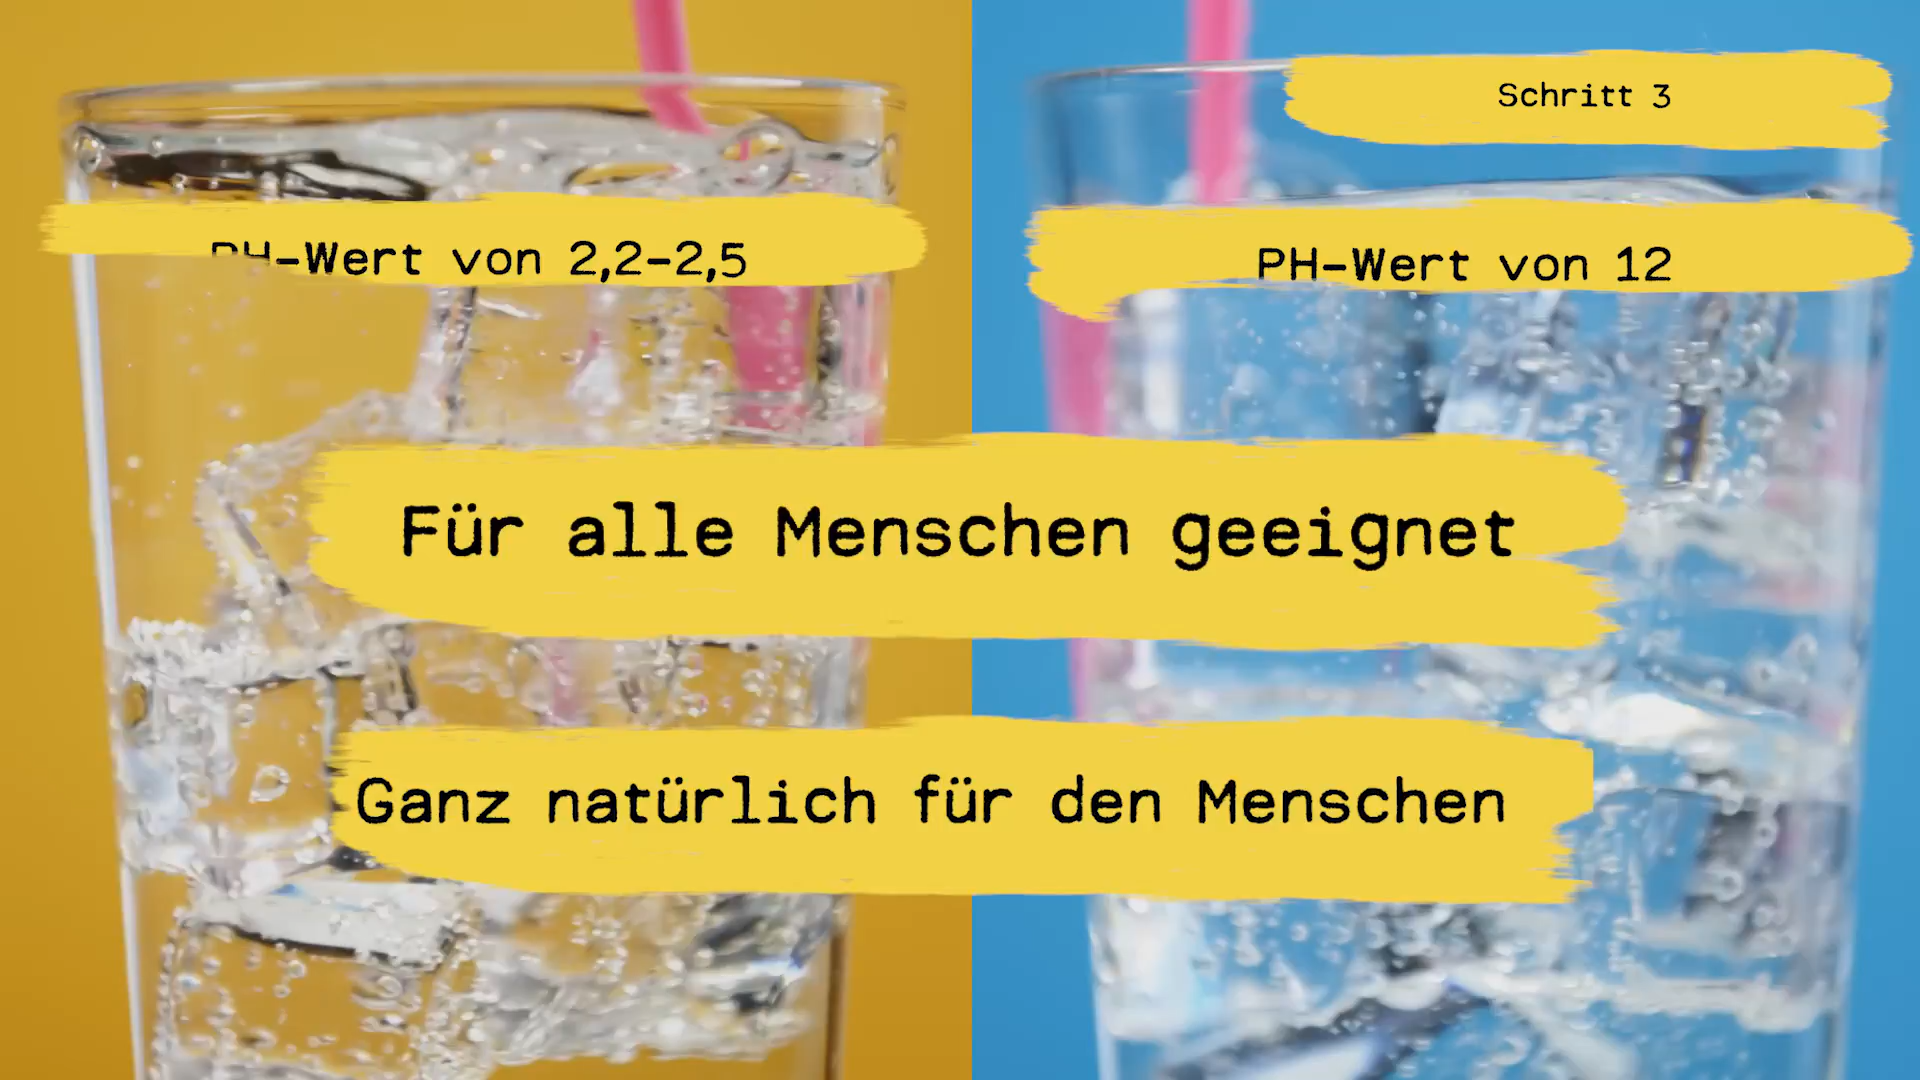 Schritt 3
PH-Wert von 2,2-2,5
PH-Wert von 12
Für alle Menschen geeignet
Ganz natürlich für den Menschen